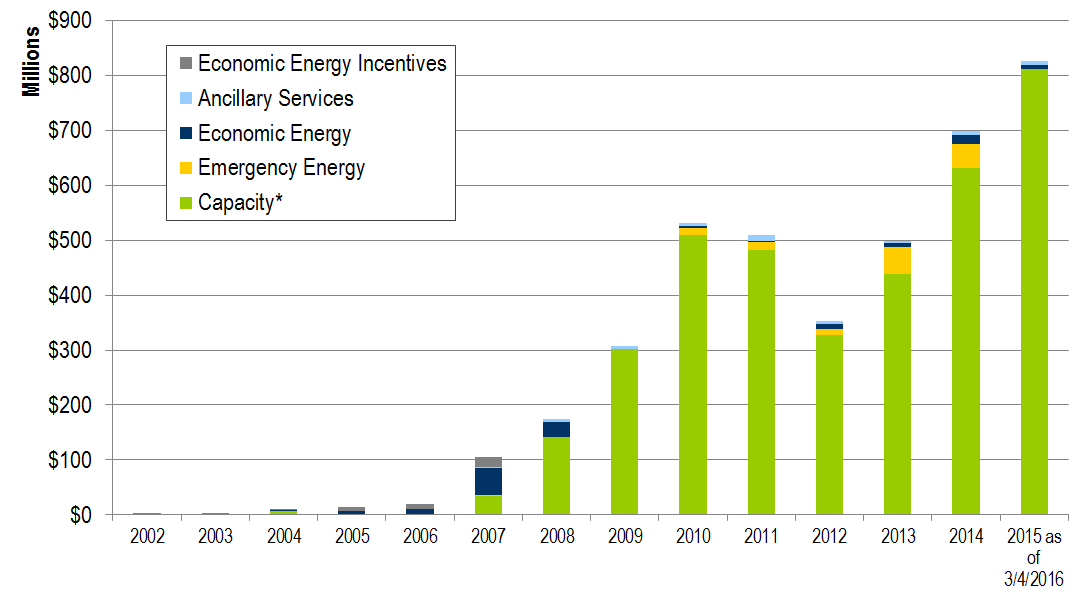 Millions
$900
$800
$700
$600
$500
$400
$300
$200
$100
$0
Economic Energy Incentives
Ancillary Services
Economic Energy
Emergency Energy
Capacity*
2002 2003 2004 2005 2006 2007 2008 2009 2010 2011 2012 2013 2014 2015 as
of
3/4/2016